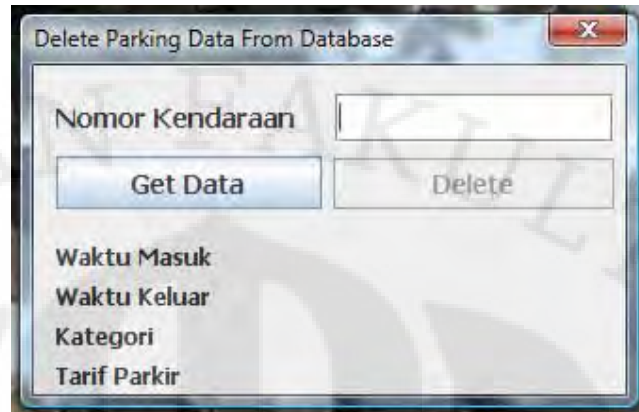 Delete Parking Data From Database
Nomor Kendaraan
Get Data Delete
Waktu Masuk
Waktu Keluar
Kategori
Tarif Parkir